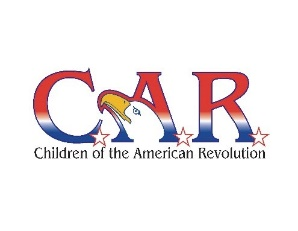 C.A.R.
Children of the American Revolution